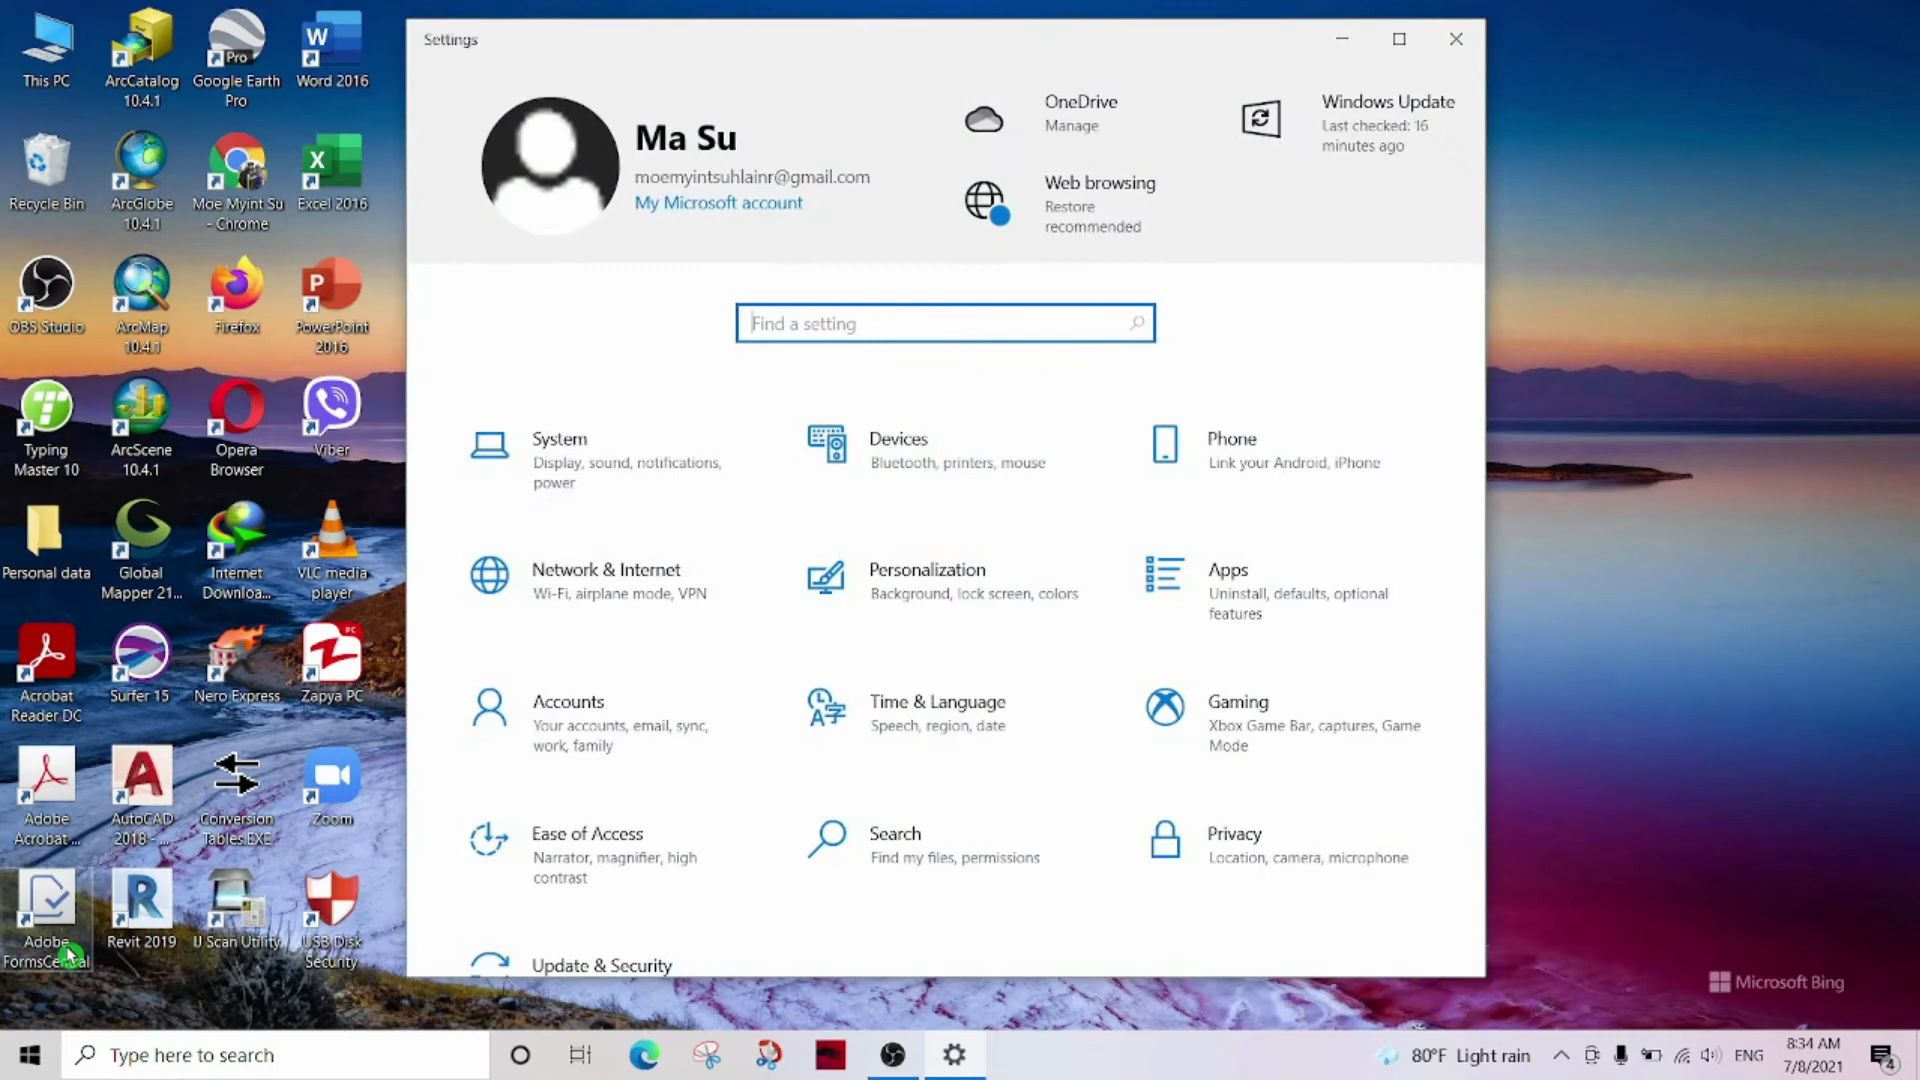 This PC
ArcCatalog
10.4.1
Pro
Google Earth
Pro
W
Word 2016
Recycle Bin
ArcGlobe
10.4.1
Moe Myint Su
- Chrome
X
Excel 2016
OBS Studio
ArcMap
10.4.1
Firefox
P
PowerPoint
2016
Typing
Master 10
ArcScene
10.4.1
Opera
Browser
Viber
Personal data
Global
Mapper 21...
Internet
Downloa...
VLC media
player
Acrobat
Reader DC
Surfer 15
Nero Express
PC
Zapya PC
Adobe
Acrobat ...
AutoCAD
2018 - ...
Conversion
Tables.EXE
Zoom
Adobe
FormsCentral
Revit 2019
IJ Scan Utility
USB Disk
Security
Settings
Ma Su
moemyintsuhlainr@gmail.com
My Microsoft account
OneDrive
Manage
Web browsing
Restore
recommended
Windows Update
Last checked: 16
minutes ago
Find a setting
System
Display, sound, notifications,
power
Devices
Bluetooth, printers, mouse
Phone
Link your Android, iPhone
Network & Internet
Wi-Fi, airplane mode, VPN
Personalization
Background, lock screen, colors
Apps
Uninstall, defaults, optional
features
Accounts
Your accounts, email, sync,
work, family
Time & Language
Speech, region, date
Gaming
Xbox Game Bar, captures, Game
Mode
Ease of Access
Narrator, magnifier, high
contrast
Search
Find my files, permissions
Privacy
Location, camera, microphone
Update & Security
Microsoft Bing
Type here to search
80°F Light rain
ENG
8:34 AM
7/8/2021
4